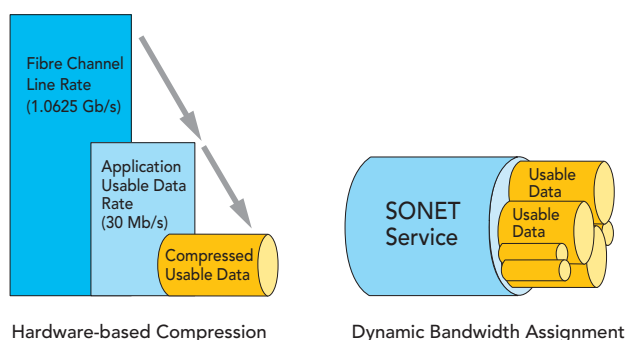 Fibre Channel
Line Rate
(1.0625 Gb/s)
Application
Usable Data
Rate
(30 Mb/s)
Compressed
Usable Data
Hardware-based Compression
SONET
Service
Usable
Data
Usable
Data
Dynamic Bandwidth Assignment